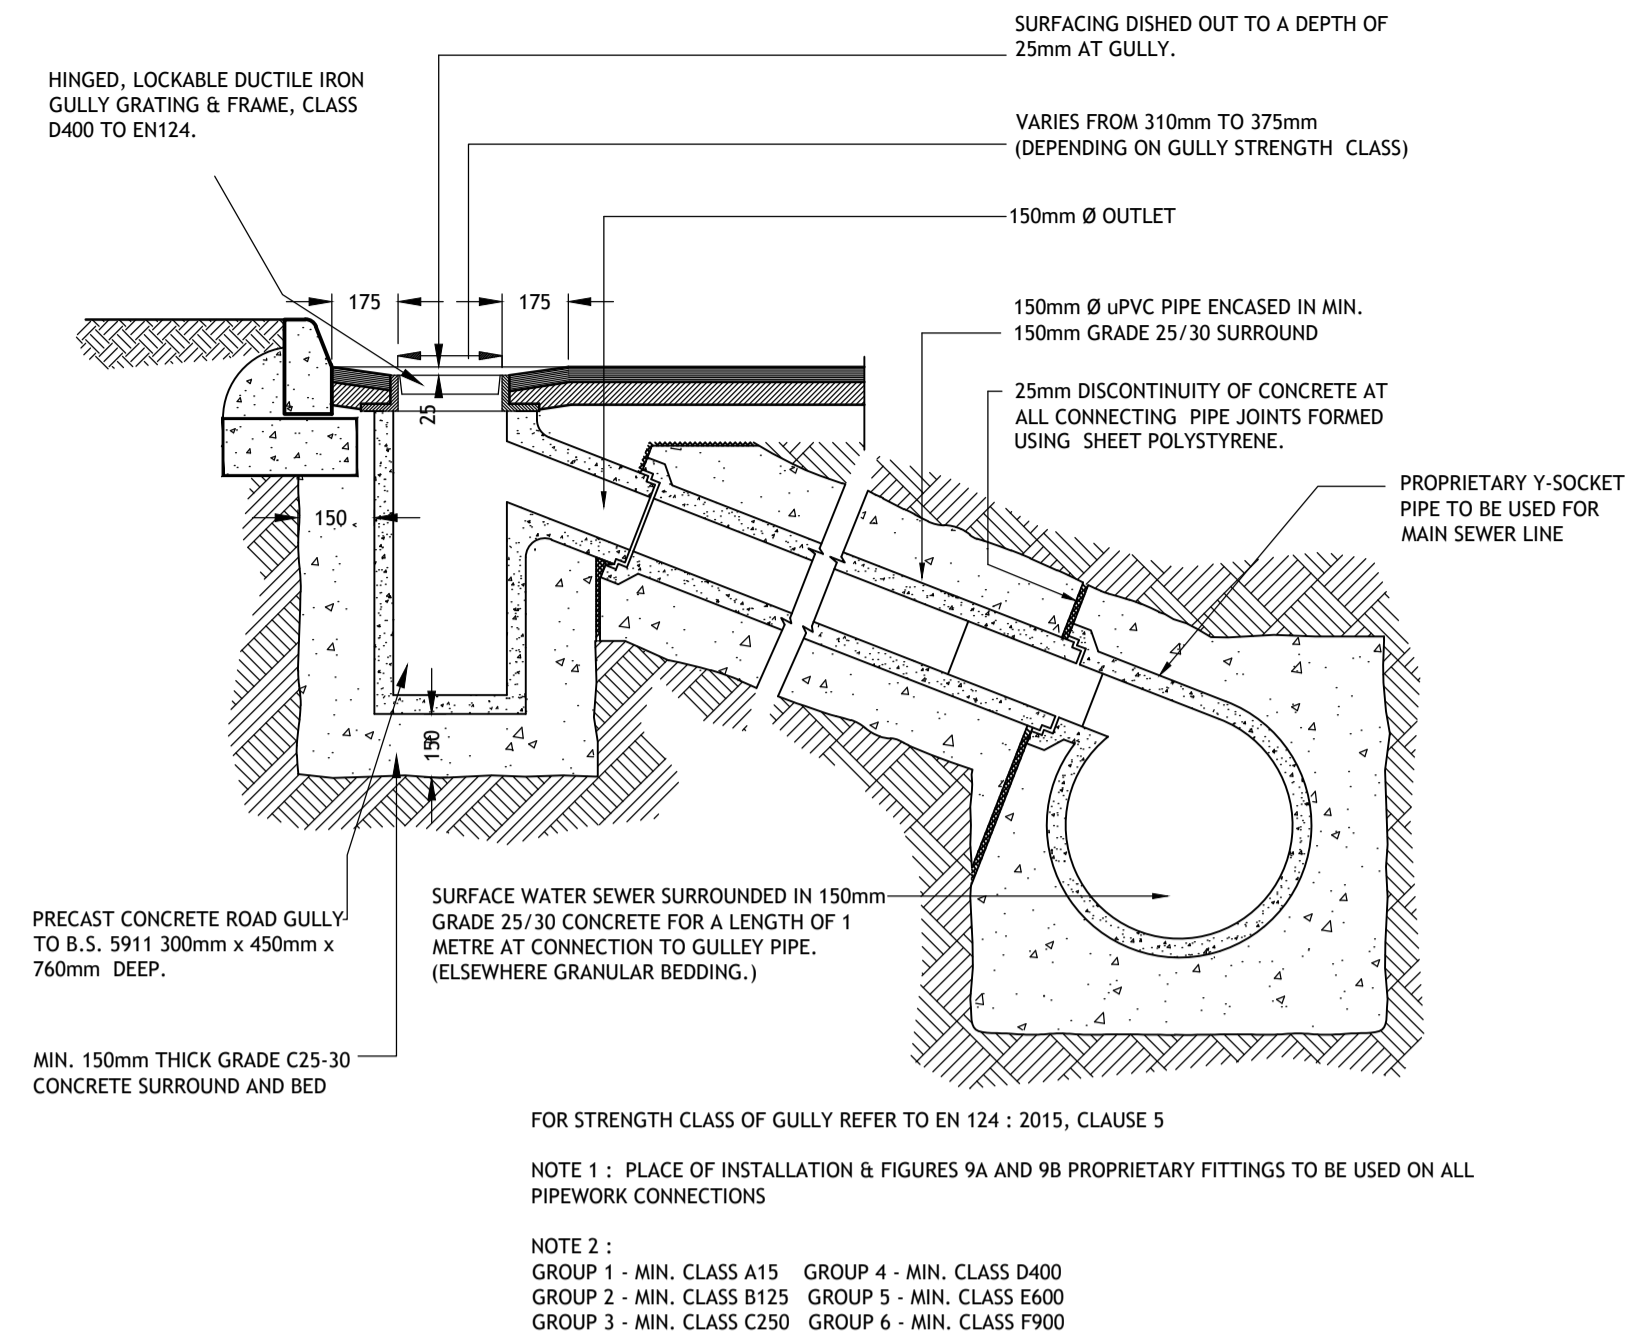 SURFACING DISHED OUT TO A DEPTH OF
25mm AT GULLY.
HINGED, LOCKABLE DUCTILE IRON
GULLY GRATING & FRAME, CLASS
D400 TO EN124.
VARIES FROM 310mm TO 375mm
(DEPENDING ON GULLY STRENGTH CLASS)
150mm Ø OUTLET
175
175
150mm Ø uPVC PIPE ENCASED IN MIN.
150mm GRADE 25/30 SURROUND
25
25mm DISCONTINUITY OF CONCRETE AT
ALL CONNECTING PIPE JOINTS FORMED
USING SHEET POLYSTYRENE.
PROPRIETARY Y-SOCKET
PIPE TO BE USED FOR
MAIN SEWER LINE
150
150
SURFACE WATER SEWER SURROUNDED IN 150mm
GRADE 25/30 CONCRETE FOR A LENGTH OF 1
METRE AT CONNECTION TO GULLEY PIPE.
(ELSEWHERE GRANULAR BEDDING.)
PRECAST CONCRETE ROAD GULLY
TO B.S. 5911 300mm x 450mm x
760mm DEEP.
MIN. 150mm THICK GRADE C25-30
CONCRETE SURROUND AND BED
FOR STRENGTH CLASS OF GULLY REFER TO EN 124 : 2015, CLAUSE 5
NOTE 1 : PLACE OF INSTALLATION & FIGURES 9A AND 9B PROPRIETARY FITTINGS TO BE USED ON ALL
PIPEWORK CONNECTIONS
NOTE 2 :
GROUP 1 - MIN. CLASS A15 GROUP 4 - MIN. CLASS D400
GROUP 2 - MIN. CLASS B125 GROUP 5 - MIN. CLASS E600
GROUP 3 - MIN. CLASS C250 GROUP 6 - MIN. CLASS F900